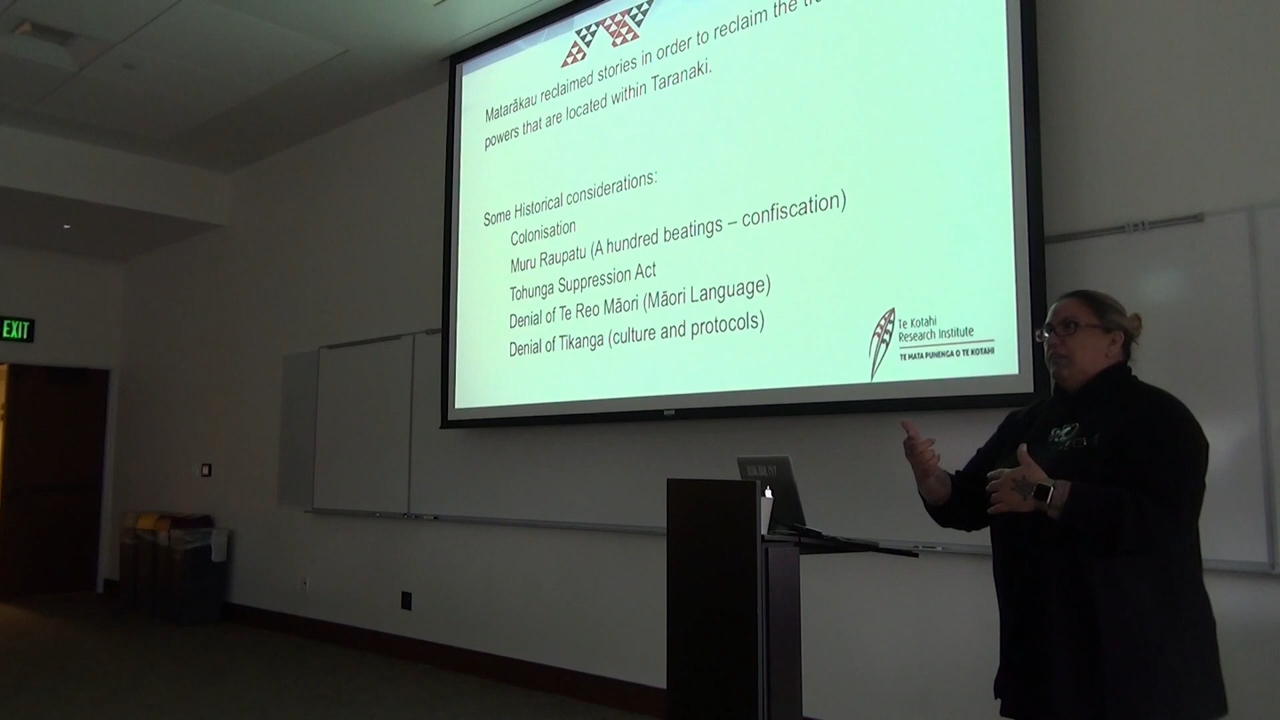 Matarākau reclaimed stories in order to reclaim the
powers that are located within Taranaki.
Some Historical considerations:
Colonisation
Muru Raupatu (A hundred beatings – confiscation)
Tohunga Suppression Act
Denial of Te Reo Māori (Māori Language)
Denial of Tikanga (culture and protocols)
Te Kotahi
Research Institute
TE MATA PUNENGA O TE KOTAHI
EXIT